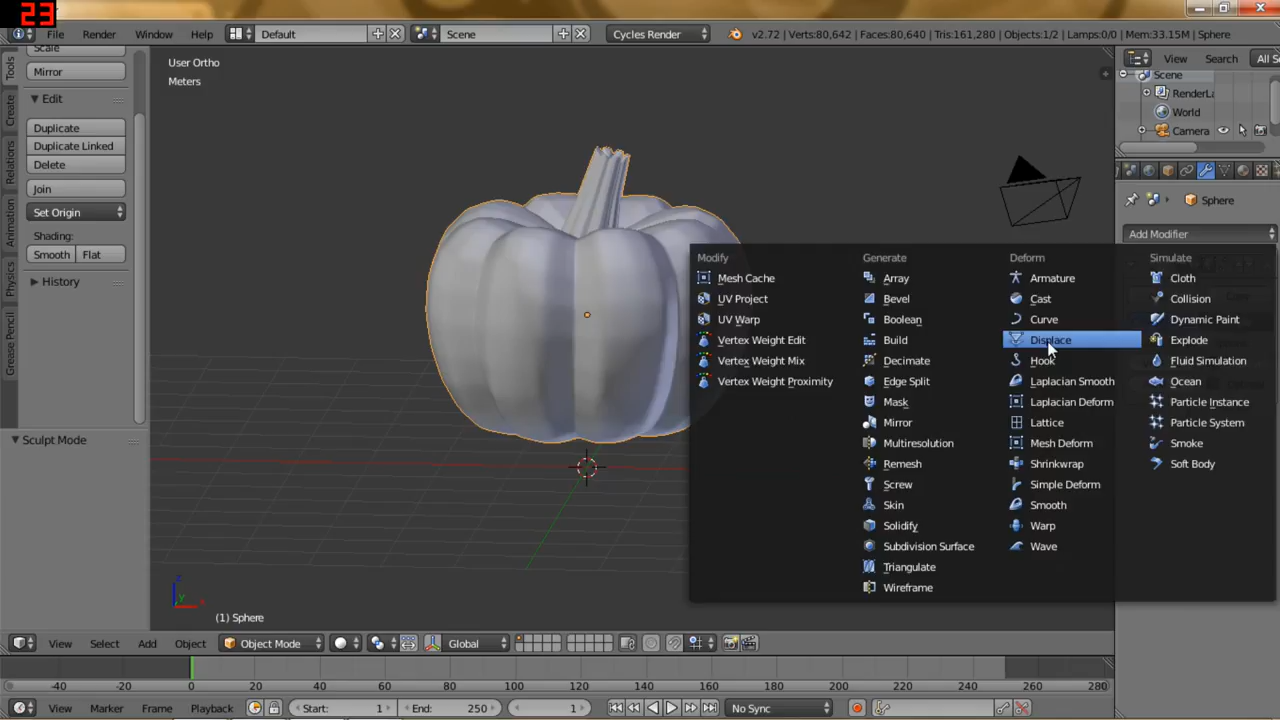 23
File Render Window Help Default Scene Cycles Render v2.72 | Verts:80,642 | Faces:80,640 | Tris:161,280 | Objects:1/2 | Lamps:0/0 | Mem:33.15M | Sphere
Tools
Create
Relations
Animation
Physics
Grease Pencil
Scale
Mirror
Edit
Duplicate
Duplicate Linked
Delete
Join
Set Origin
Shading:
Smooth Flat
History
Sculpt Mode
User Ortho
Meters
Modify
Mesh Cache
UV Project
UV Warp
Vertex Weight Edit
Vertex Weight Mix
Vertex Weight Proximity
Generate
Array
Bevel
Boolean
Build
Decimate
Edge Split
Mask
Mirror
Multiresolution
Remesh
Screw
Skin
Solidify
Subdivision Surface
Triangulate
Wireframe
Deform
Armature
Cast
Curve
Displace
Hook
Laplacian Smooth
Laplacian Deform
Lattice
Mesh Deform
Shrinkwrap
Simple Deform
Smooth
Warp
Wave
Simulate
Cloth
Collision
Dynamic Paint
Explode
Fluid Simulation
Ocean
Particle Instance
Particle System
Smoke
Soft Body
View Search All S
Scene
RenderLa
World
Camera
Sphere
Add Modifier
z
Y x
(1) Sphere
View Select Add Object Object Mode Global
-40 -20 0 20 40 60 80 100 120 140 160 180 200 220 240 260 280
View Marker Frame Playback Start: 1 End: 250 1 No Sync